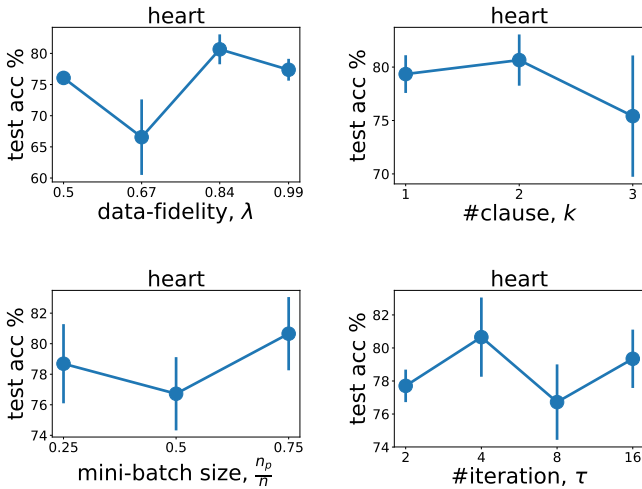 heart
test acc %
80
75
70
65
60
0.5 0.67 0.84 0.99
data-fidelity, λ
heart
test acc %
80
75
70
1 2 3
#clause, k
heart
test acc %
82
80
78
76
74
0.25 0.5 0.75
mini-batch size, n_p/n
heart
test acc %
82
80
78
76
74
2 4 8 16
#iteration, τ